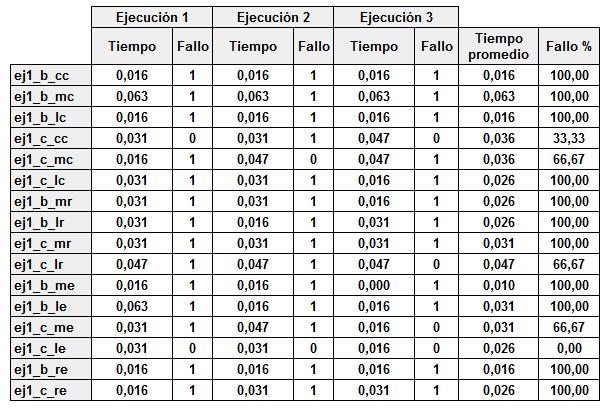 Ejecución 1 Ejecución 2 Ejecución 3
Tiempo Fallo Tiempo Fallo Tiempo Fallo Tiempo promedio Fallo %
ej1_b_cc 0,016 1 0,016 1 0,016 1 0,016 100,00
ej1_b_mc 0,063 1 0,063 1 0,063 1 0,063 100,00
ej1_b_lc 0,016 1 0,016 1 0,016 1 0,016 100,00
ej1_c_cc 0,031 0 0,031 1 0,047 0 0,036 33,33
ej1_c_mc 0,016 1 0,047 0 0,047 1 0,036 66,67
ej1_c_lc 0,031 1 0,031 1 0,016 1 0,026 100,00
ej1_b_mr 0,031 1 0,031 1 0,016 1 0,026 100,00
ej1_b_lr 0,031 1 0,016 1 0,031 1 0,026 100,00
ej1_c_mr 0,031 1 0,031 1 0,031 1 0,031 100,00
ej1_c_lr 0,047 1 0,047 1 0,047 0 0,047 66,67
ej1_b_me 0,016 1 0,016 1 0,000 1 0,010 100,00
ej1_b_le 0,063 1 0,016 1 0,016 1 0,031 100,00
ej1_c_me 0,031 1 0,047 1 0,016 0 0,031 66,67
ej1_c_le 0,031 0 0,031 0 0,016 0 0,026 0,00
ej1_b_re 0,016 1 0,016 1 0,016 1 0,016 100,00
ej1_c_re 0,016 1 0,031 1 0,031 1 0,026 100,00